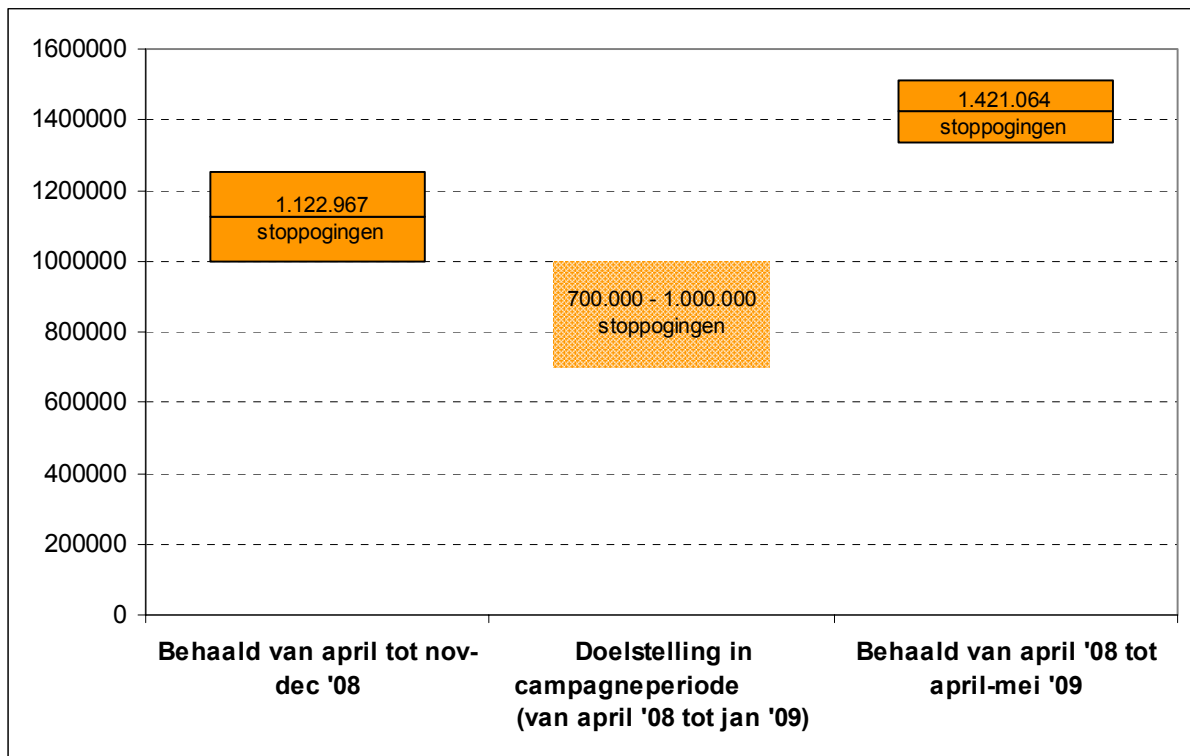 1600000
1400000
1200000
1000000
800000
600000
400000
200000
0
1.122.967
stoppogingen
700.000 - 1.000.000
stoppogingen
1.421.064
stoppogingen
Behaald van april tot nov-
dec '08
Doelstelling in
campagneperiode
(van april '08 tot jan '09)
Behaald van april '08 tot
april-mei '09